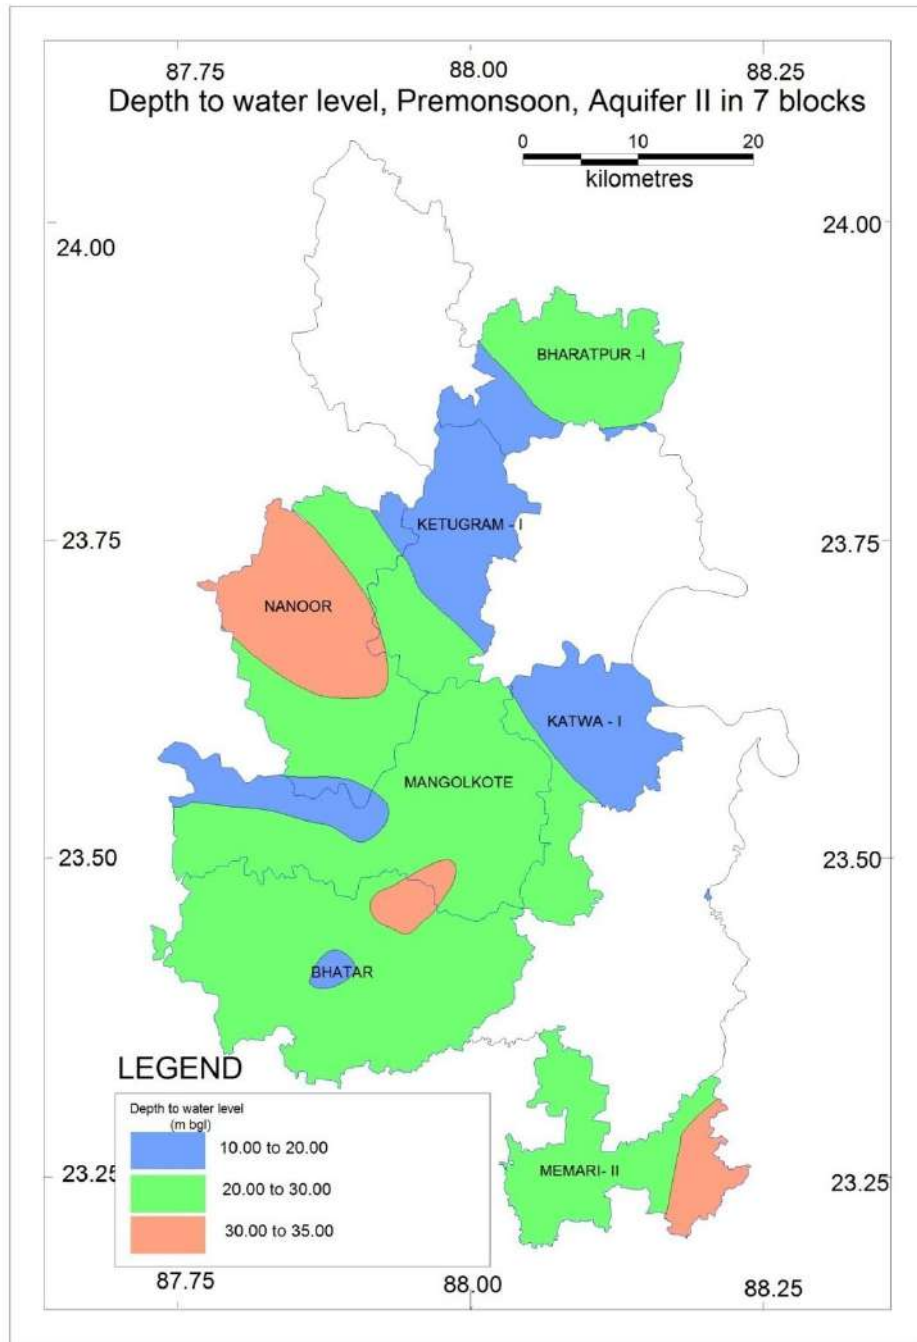 87.75 88.00 88.25
Depth to water level, Premonsoon, Aquifer II in 7 blocks
0 10 20
kilometres
24.00 24.00
BHARATPUR -I
KETUGRAM - I
23.75 23.75
NANOOR
KATWA - I
MANGOLKOTE
23.50 23.50
BHATAR
LEGEND
Depth to water level
(m bgl)
10.00 to 20.00
MEMARI- II
23.25 23.25
20.00 to 30.00
30.00 to 35.00
87.75 88.00 88.25